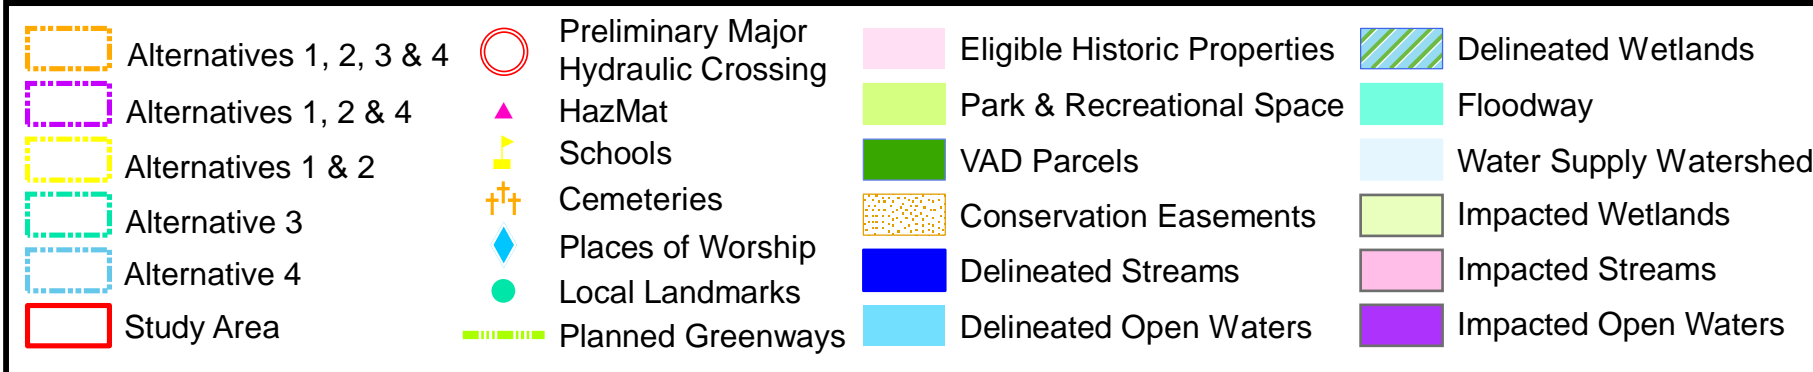 Alternatives 1, 2, 3 & 4
Alternatives 1, 2 & 4
Alternatives 1 & 2
Alternative 3
Alternative 4
Study Area
Preliminary Major
Hydraulic Crossing
HazMat
Schools
Cemeteries
Places of Worship
Local Landmarks
Planned Greenways
Eligible Historic Properties
Park & Recreational Space
VAD Parcels
Conservation Easements
Delineated Streams
Delineated Open Waters
Delineated Wetlands
Floodway
Water Supply Watershed
Impacted Wetlands
Impacted Streams
Impacted Open Waters